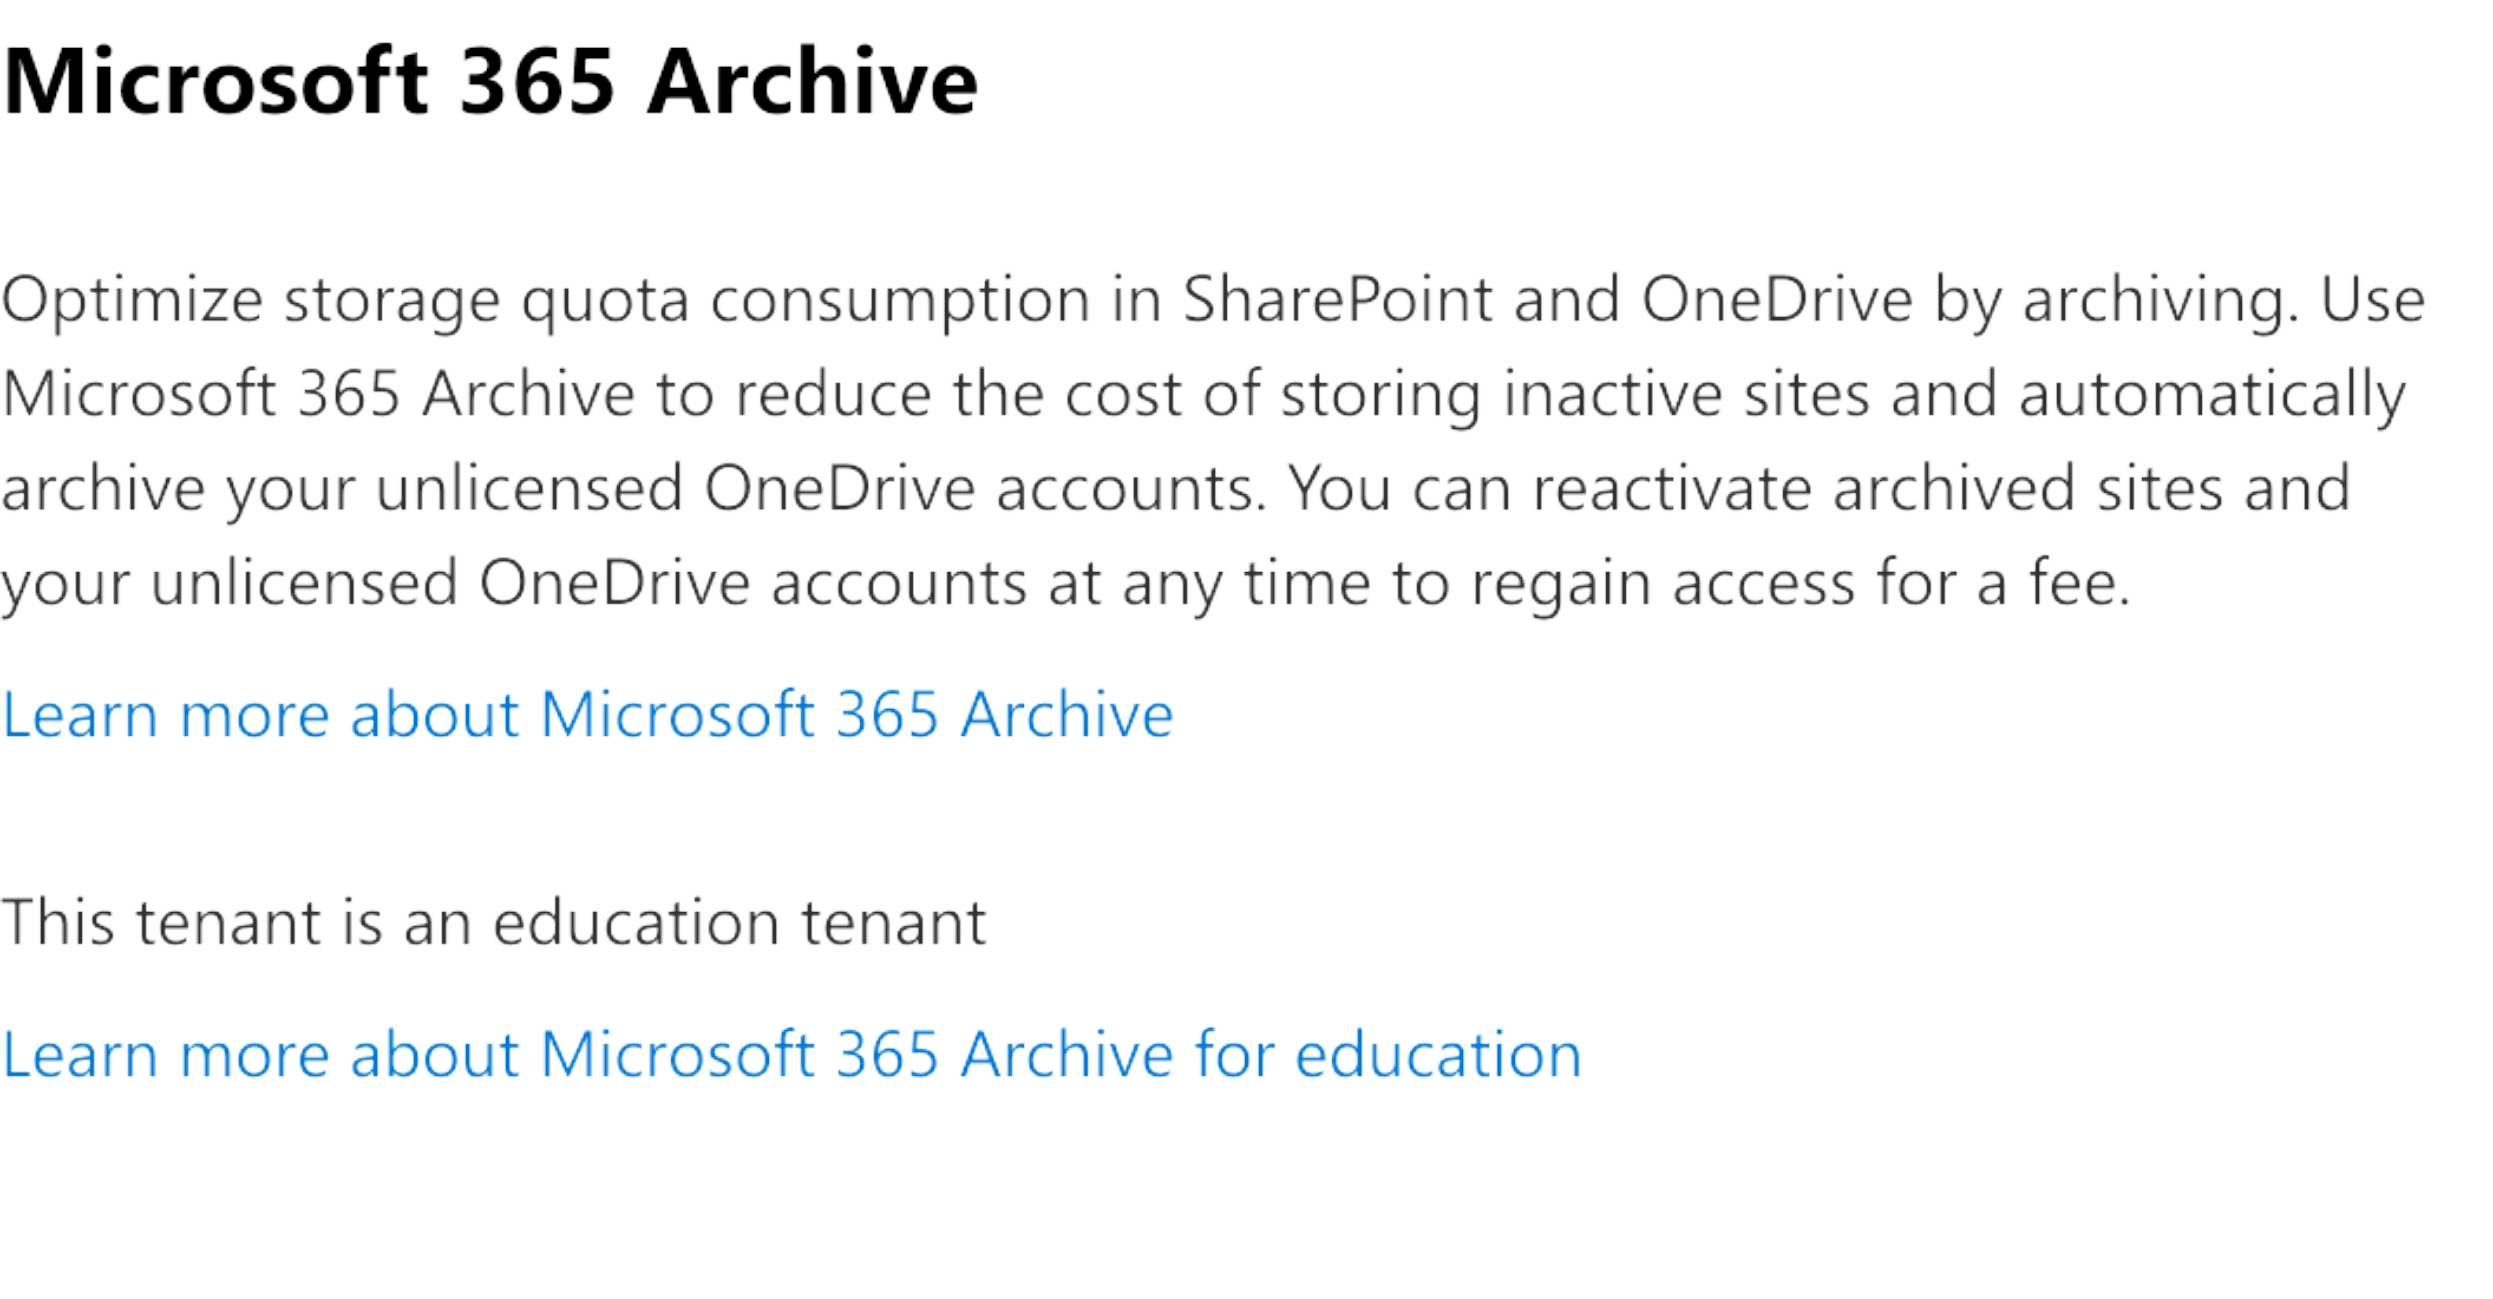 Microsoft 365 Archive
Optimize storage quota consumption in SharePoint and OneDrive by archiving. Use
Microsoft 365 Archive to reduce the cost of storing inactive sites and automatically
archive your unlicensed OneDrive accounts. You can reactivate archived sites and
your unlicensed OneDrive accounts at any time to regain access for a fee.
Learn more about Microsoft 365 Archive
This tenant is an education tenant
Learn more about Microsoft 365 Archive for education